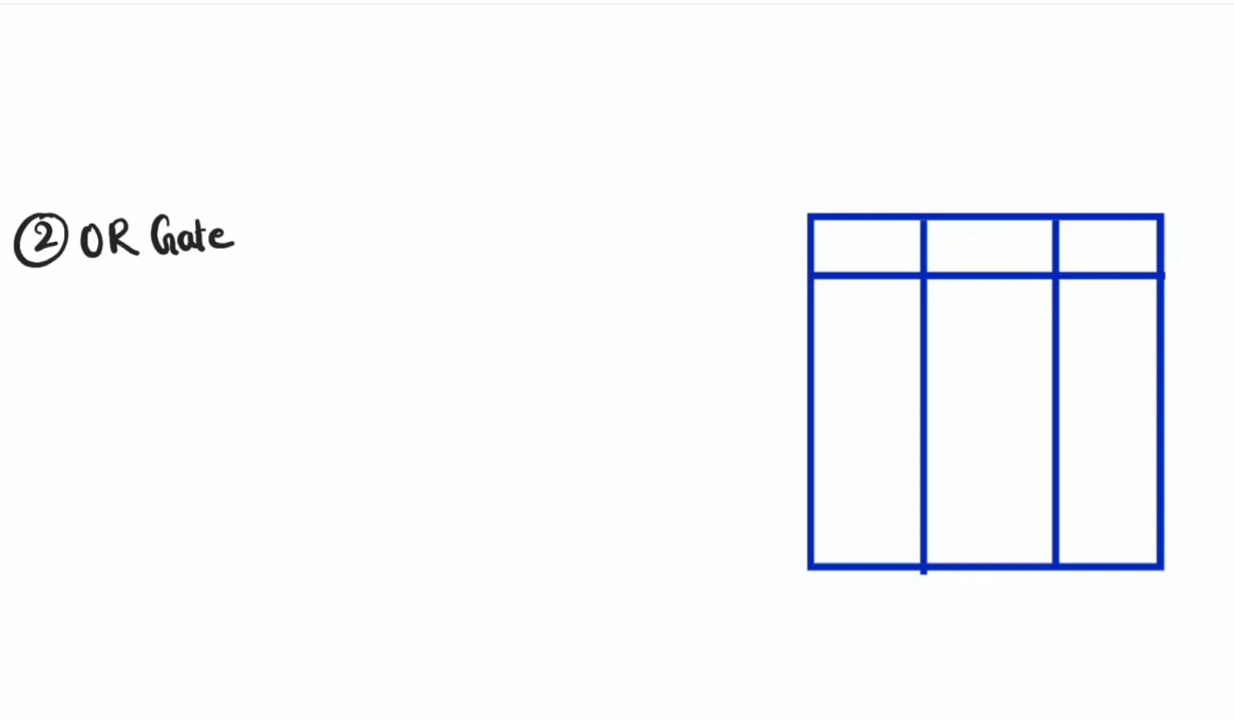 ② OR Gate